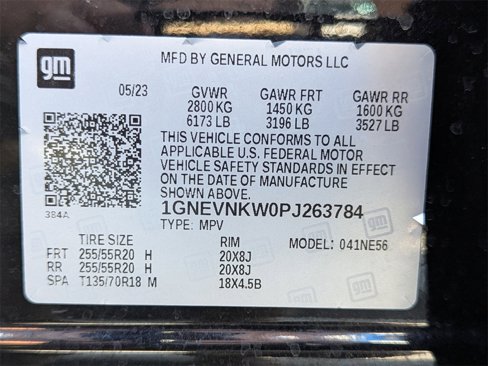 gm
MFD BY GENERAL MOTORS LLC
05/23 GVWR GAWR FRT GAWR RR
2800 KG 1450 KG 1600 KG
6173 LB 3196 LB 3527 LB
THIS VEHICLE CONFORMS TO ALL
APPLICABLE U.S. FEDERAL MOTOR
VEHICLE SAFETY STANDARDS IN EFFECT
ON THE DATE OF MANUFACTURE
SHOWN ABOVE.
3B4A
1GNEVNKW0PJ263784
TYPE: MPV
TIRE SIZE RIM MODEL: 041NE56
FRT 255/55R20 H 20X8J
RR 255/55R20 H 20X8J
SPA T135/70R18 M 18X4.5B